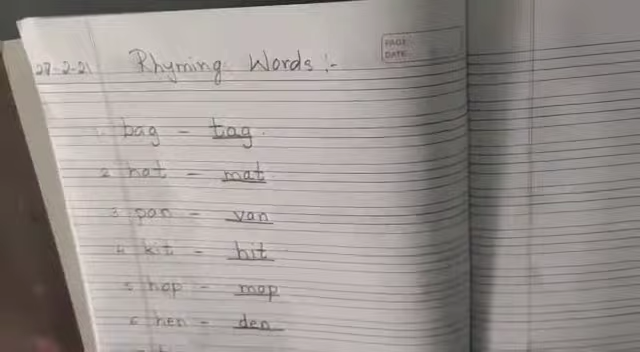 27-2-21 Rhyming Words :-
PAGE:
DATE:
1. bag - tag.
2 hat - mat
3 pan - van
4 kit - hit
5 hop - mop
6 hen - den